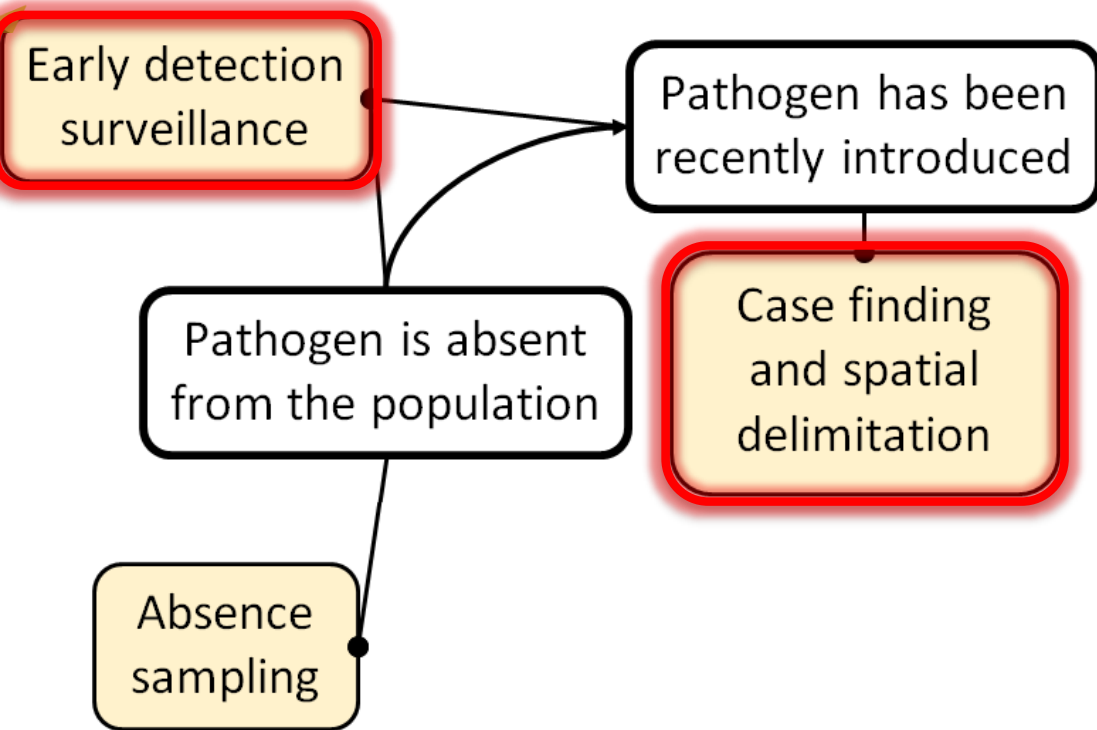 Early detection
surveillance
Pathogen has been
recently introduced
Pathogen is absent
from the population
Case finding
and spatial
delimitation
Absence
sampling